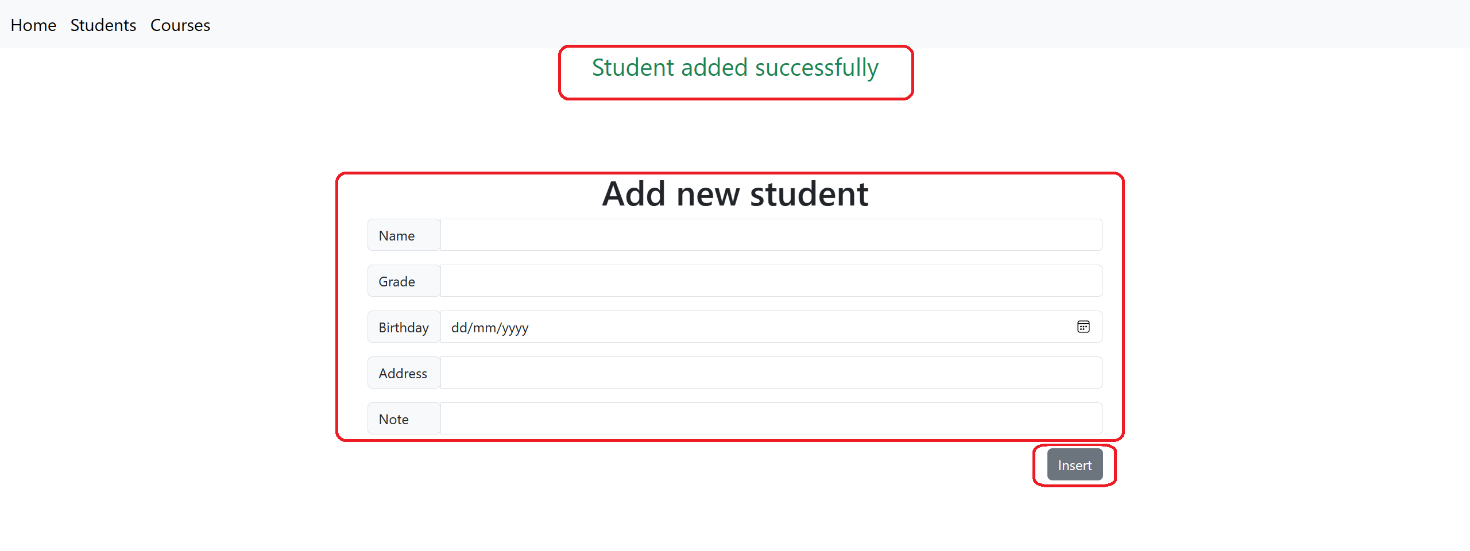 Home Students Courses
Student added successfully
Add new student
Name
Grade
Birthday dd/mm/yyyy
Address
Note
Insert